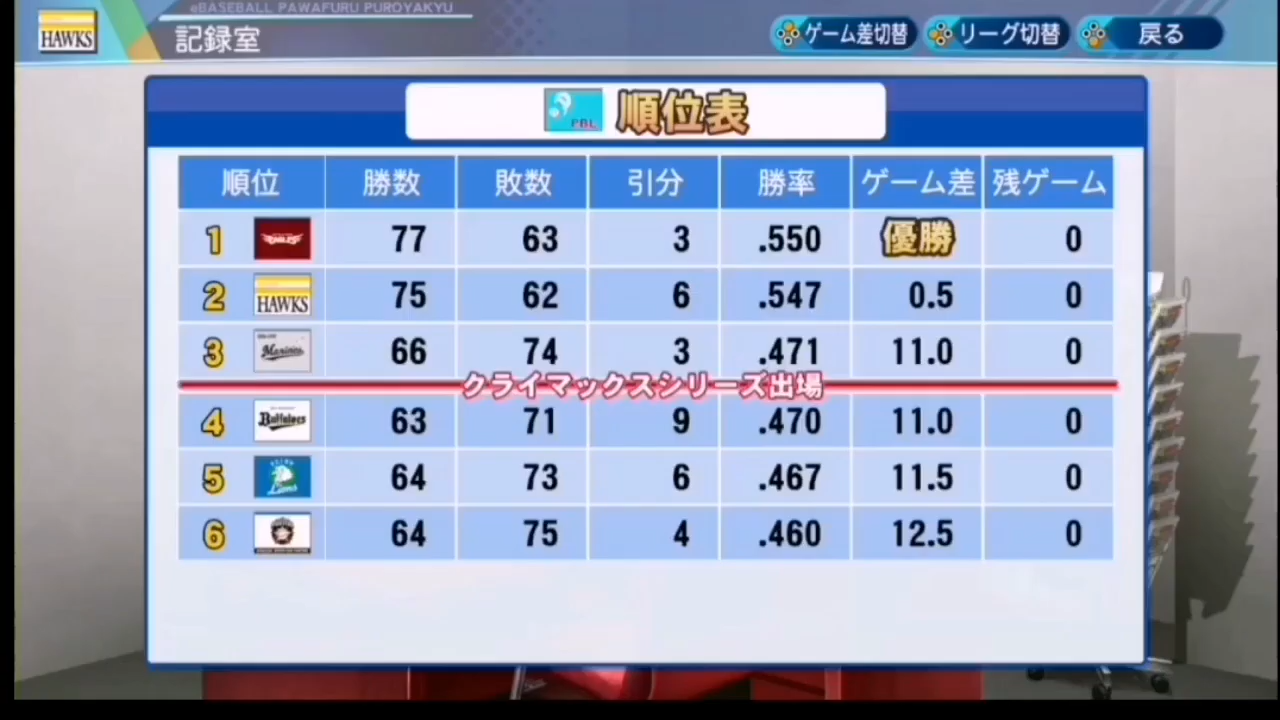 eBASEBALL PAWAFURU PUROYAKYU
HAWKS 記録室 ゲーム差切替 リーグ切替 戻る
PBL 順位表
順位 勝数 敗数 引分 勝率 ゲーム差 残ゲーム
1 EAGLES 77 63 3 .550 優勝 0
2 HAWKS 75 62 6 .547 0.5 0
3 Marines 66 74 3 .471 11.0 0
クライマックスシリーズ出場
4 Buffaloes 63 71 9 .470 11.0 0
5 Lions 64 73 6 .467 11.5 0
6 64 75 4 .460 12.5 0